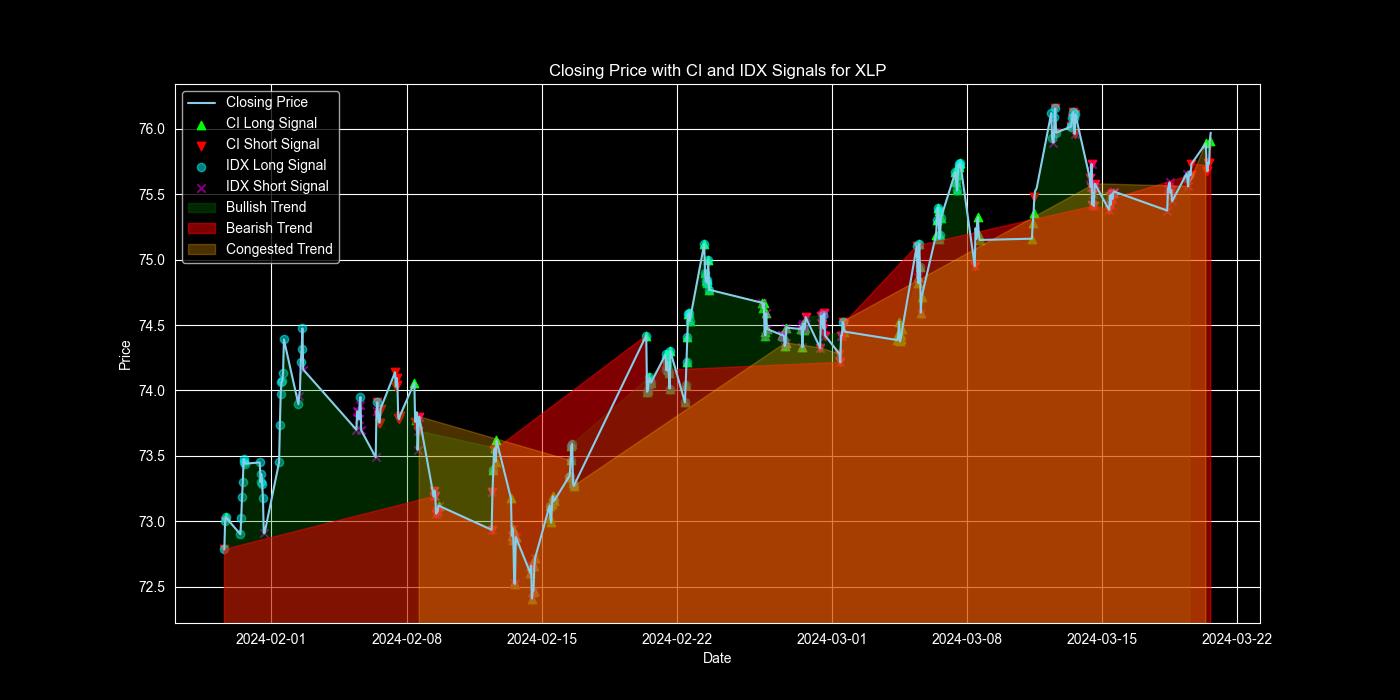 Closing Price with CI and IDX Signals for XLP
Closing Price
CI Long Signal
CI Short Signal
IDX Long Signal
IDX Short Signal
Bullish Trend
Bearish Trend
Congested Trend
Price
76.0
75.5
75.0
74.5
74.0
73.5
73.0
72.5
2024-02-01
2024-02-08
2024-02-15
2024-02-22
2024-03-01
2024-03-08
2024-03-15
2024-03-22
Date